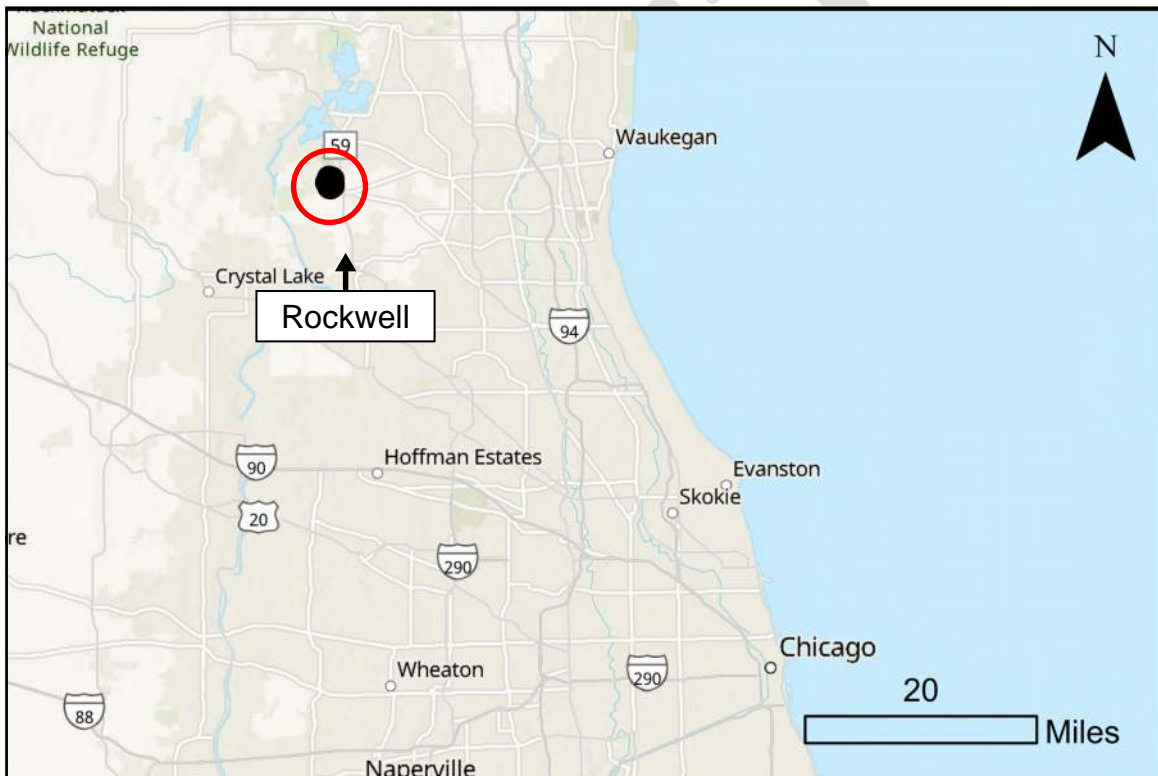 National
Wildlife Refuge
N
Waukegan
59
Crystal Lake
Rockwell
94
Hoffman Estates
90
Evanston
Skokie
20
re
290
Chicago
Wheaton
290
20
88
Miles
Naperville